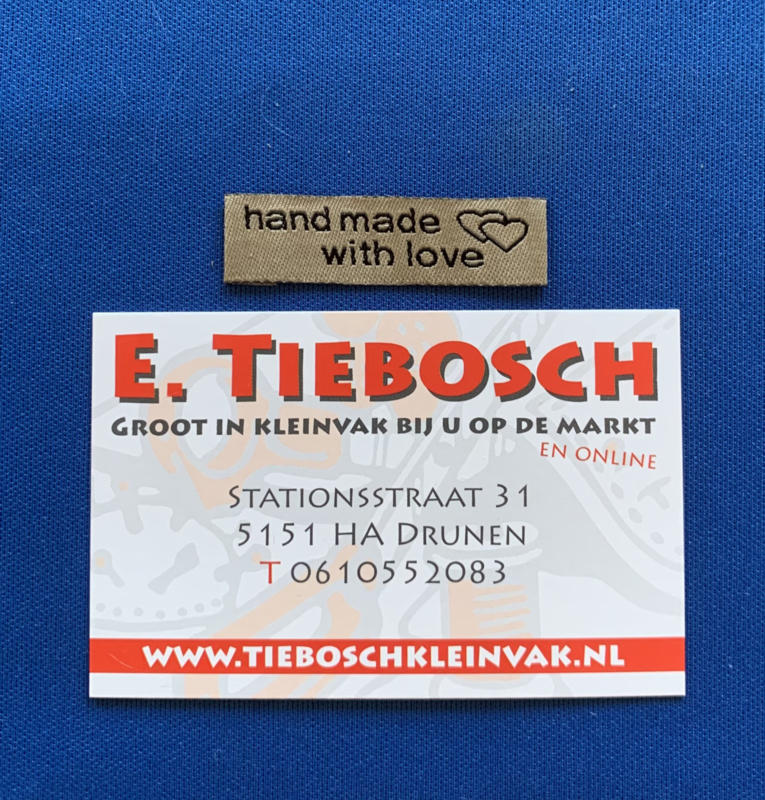 hand made
with love
E. TIEBOSCH
GROOT IN KLEINVAK BIJ U OP DE MARKT
EN ONLINE
STATIONSSTRAAT 31
5151 HA DRUNEN
T 0610552083
WWW.TIEBOSCHKLEINVAK.NL